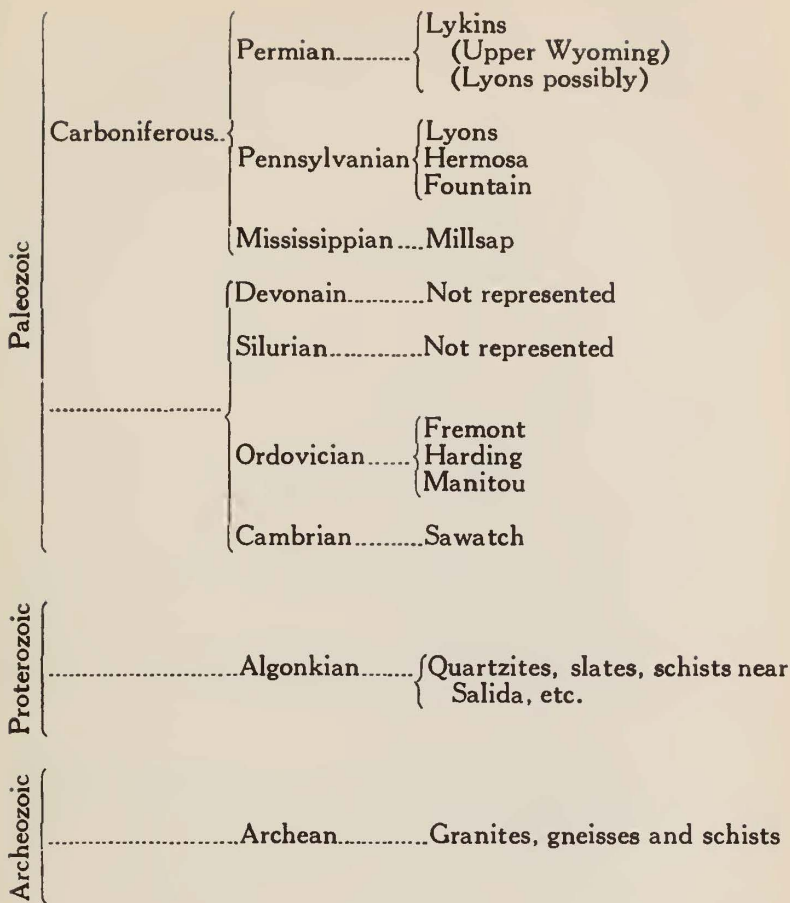 Paleozoic
Carboniferous..
Permian..........
Lykins
(Upper Wyoming)
(Lyons possibly)
Pennsylvanian
Lyons
Hermosa
Fountain
Mississippian....Millsap
Devonain...........Not represented
Silurian.............Not represented
Ordovician......
Fremont
Harding
Manitou
Cambrian..........Sawatch
Proterozoic
Algonkian.......
Quartzites, slates, schists near
Salida, etc.
Archeozoic
Archean............Granites, gneisses and schists